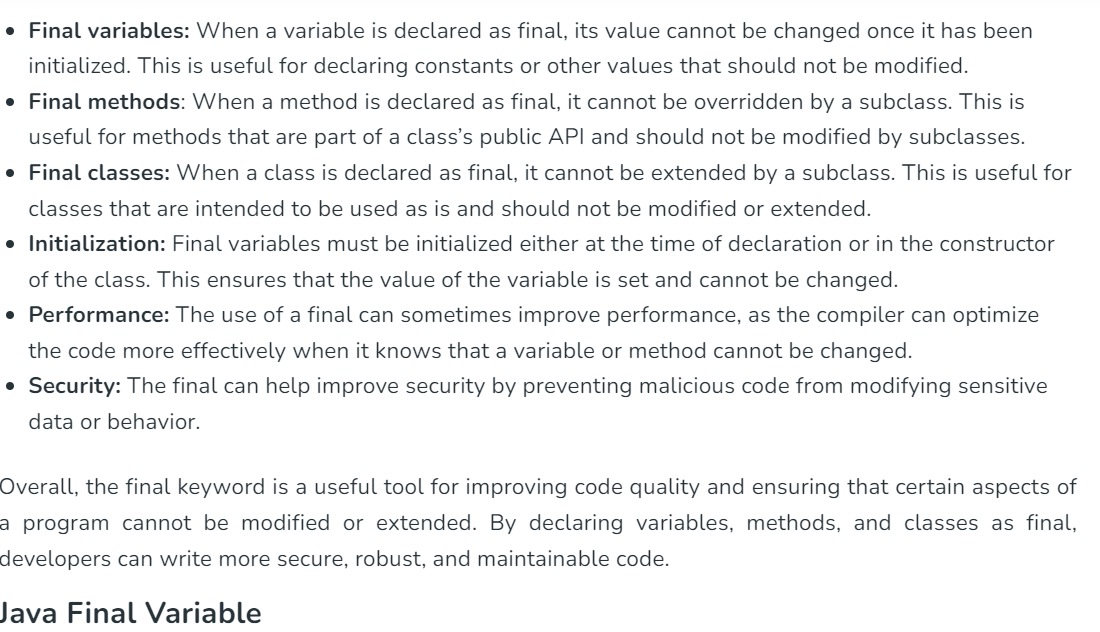 • Final variables: When a variable is declared as final, its value cannot be changed once it has been
initialized. This is useful for declaring constants or other values that should not be modified.
• Final methods: When a method is declared as final, it cannot be overridden by a subclass. This is
useful for methods that are part of a class’s public API and should not be modified by subclasses.
• Final classes: When a class is declared as final, it cannot be extended by a subclass. This is useful for
classes that are intended to be used as is and should not be modified or extended.
• Initialization: Final variables must be initialized either at the time of declaration or in the constructor
of the class. This ensures that the value of the variable is set and cannot be changed.
• Performance: The use of a final can sometimes improve performance, as the compiler can optimize
the code more effectively when it knows that a variable or method cannot be changed.
• Security: The final can help improve security by preventing malicious code from modifying sensitive
data or behavior.
Overall, the final keyword is a useful tool for improving code quality and ensuring that certain aspects of
a program cannot be modified or extended. By declaring variables, methods, and classes as final,
developers can write more secure, robust, and maintainable code.
Java Final Variable